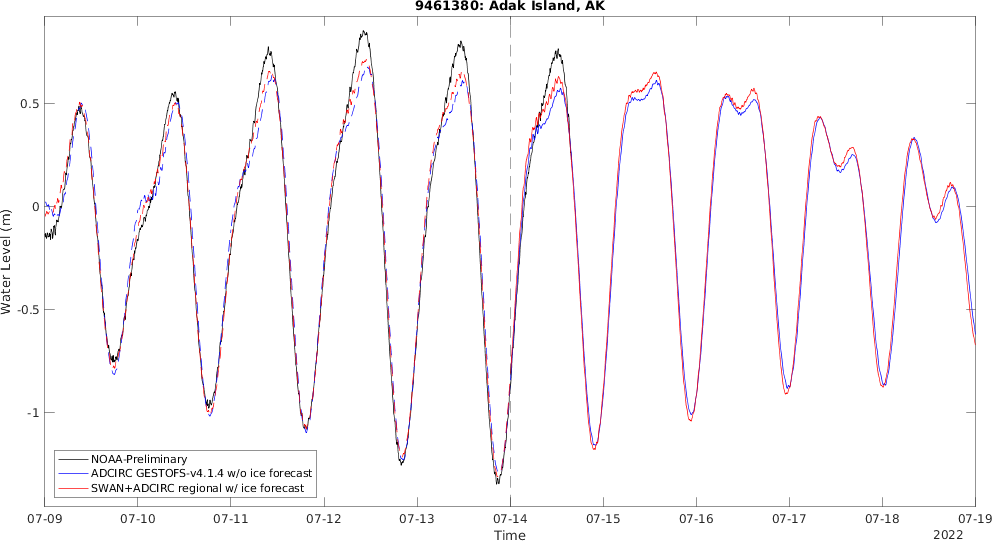 9461380: Adak Island, AK
Water Level (m)
0.5
0
-0.5
-1
NOAA-Preliminary
ADCIRC GESTOFS-v4.1.4 w/o ice forecast
SWAN+ADCIRC regional w/ ice forecast
07-09 07-10 07-11 07-12 07-13 07-14 07-15 07-16 07-17 07-18 07-19
Time
2022